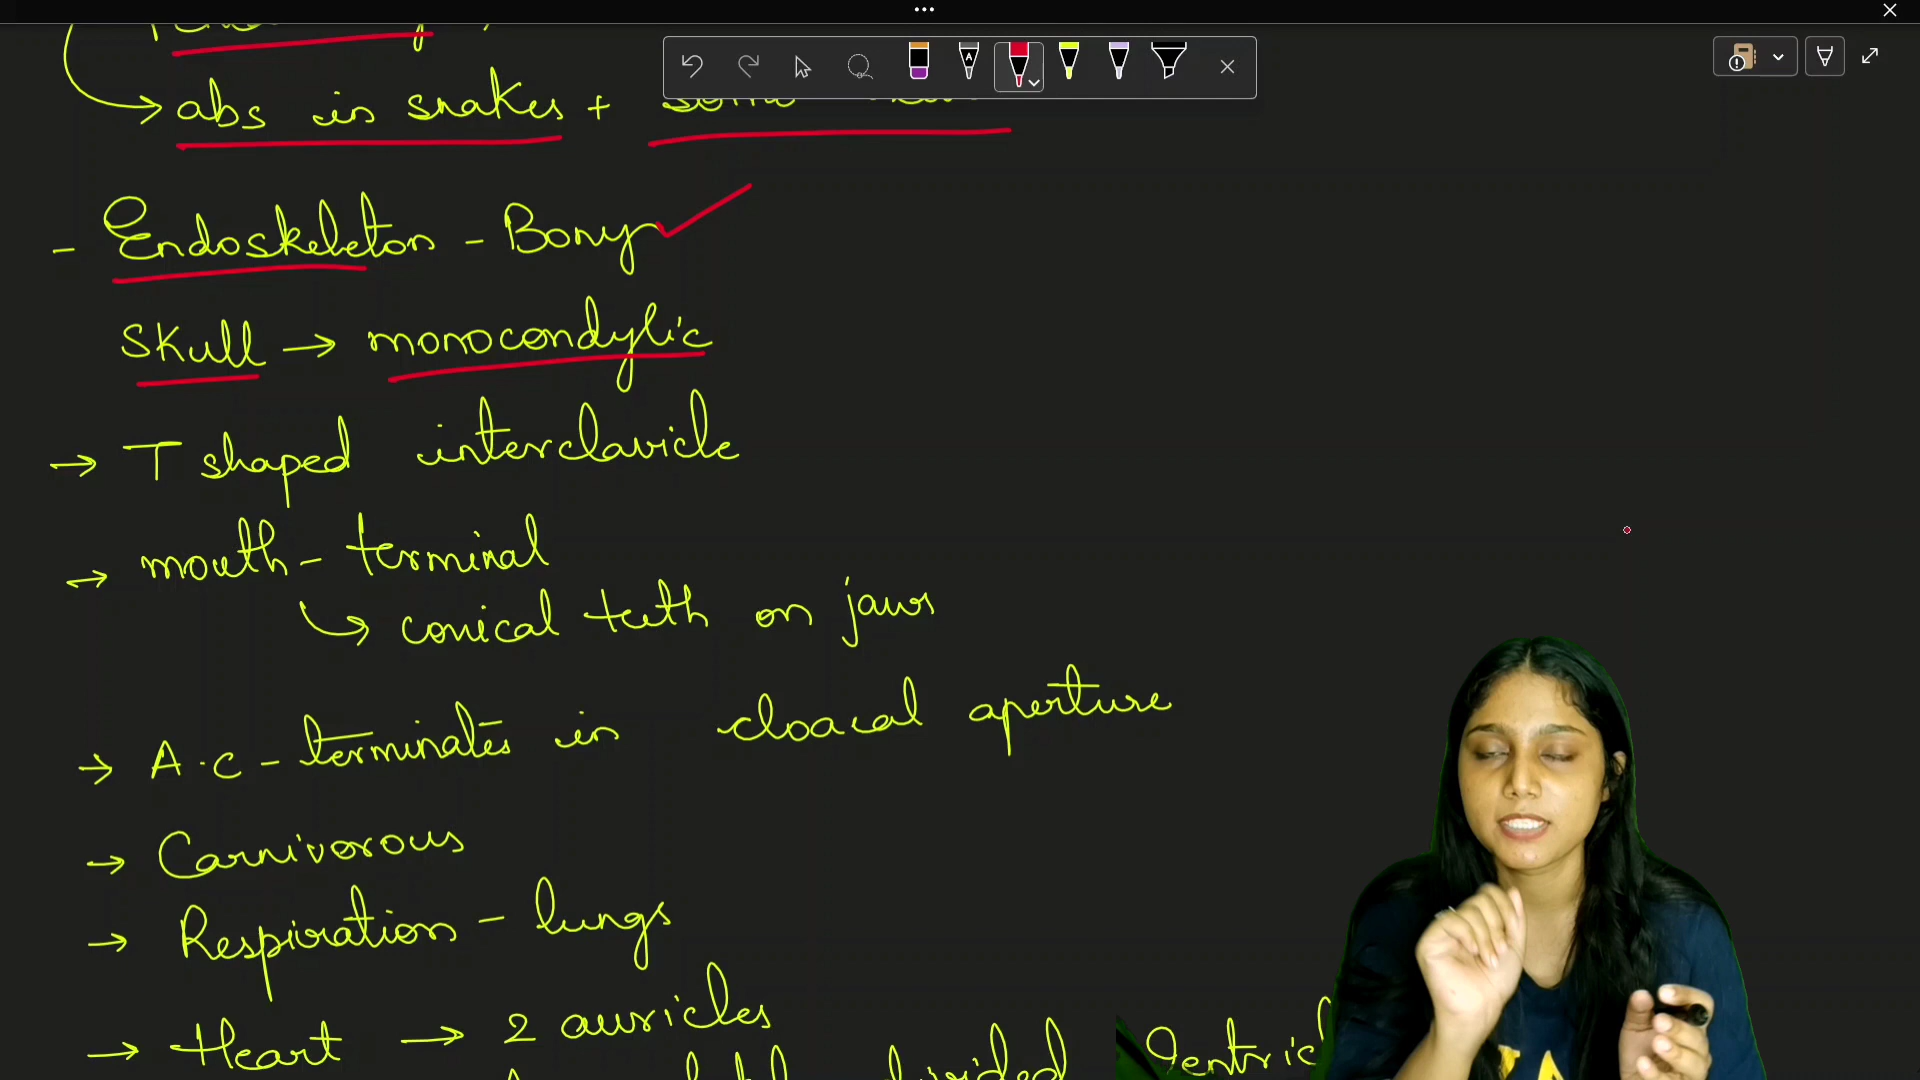 → abs in snakes +
- Endoskeleton - Bony
Skull → monocondylic
→ T shaped interclavicle
→ mouth - terminal
↳ conical teeth on jaws
→ A.c - terminates in cloacal aperture
→ Carnivorous
→ Respiration - lungs
→ Heart → 2 auricles
divided